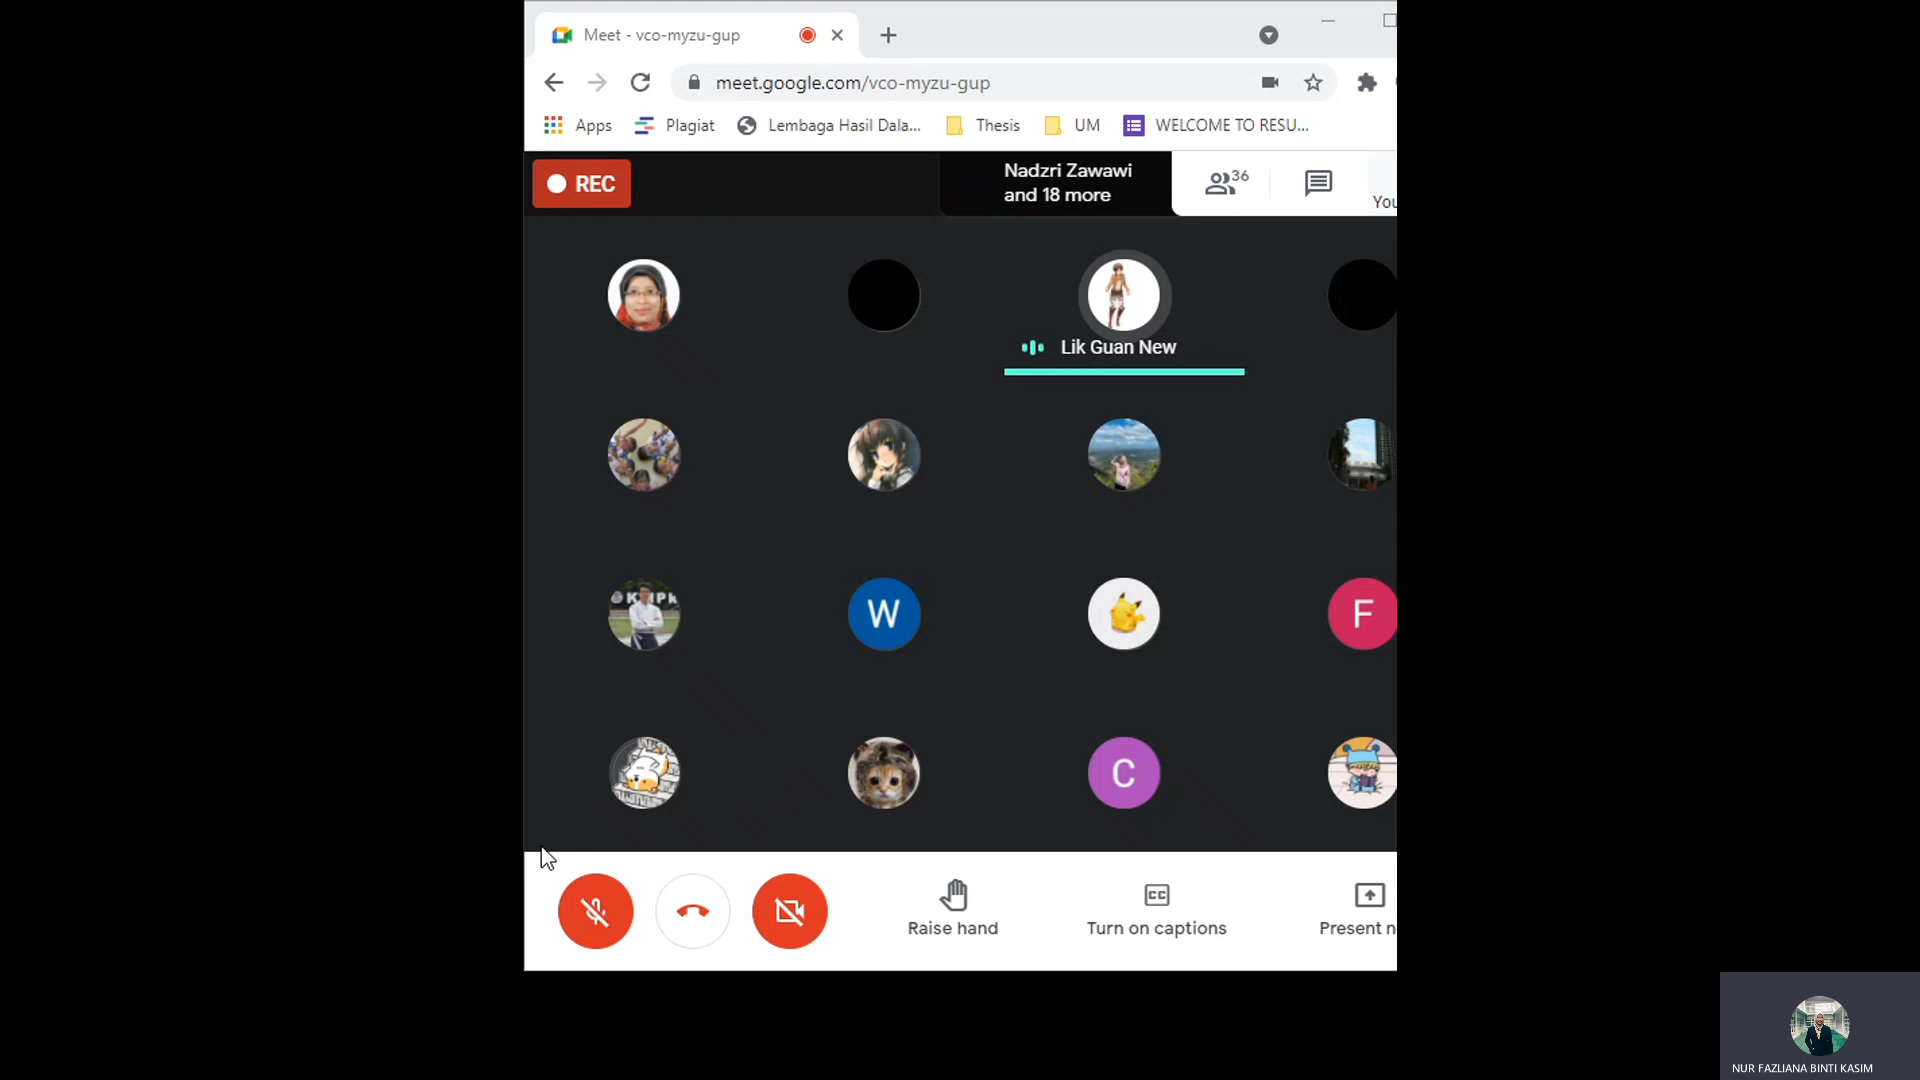 Meet - vco-myzu-gup
meet.google.com/vco-myzu-gup
Apps Plagiat Lembaga Hasil Dala... Thesis UM WELCOME TO RESU...
REC
Nadzri Zawawi
and 18 more
36
You
Lik Guan New
KMPk
W
F
C
Raise hand
CC
Turn on captions
Present n
NUR FAZLIANA BINTI KASIM